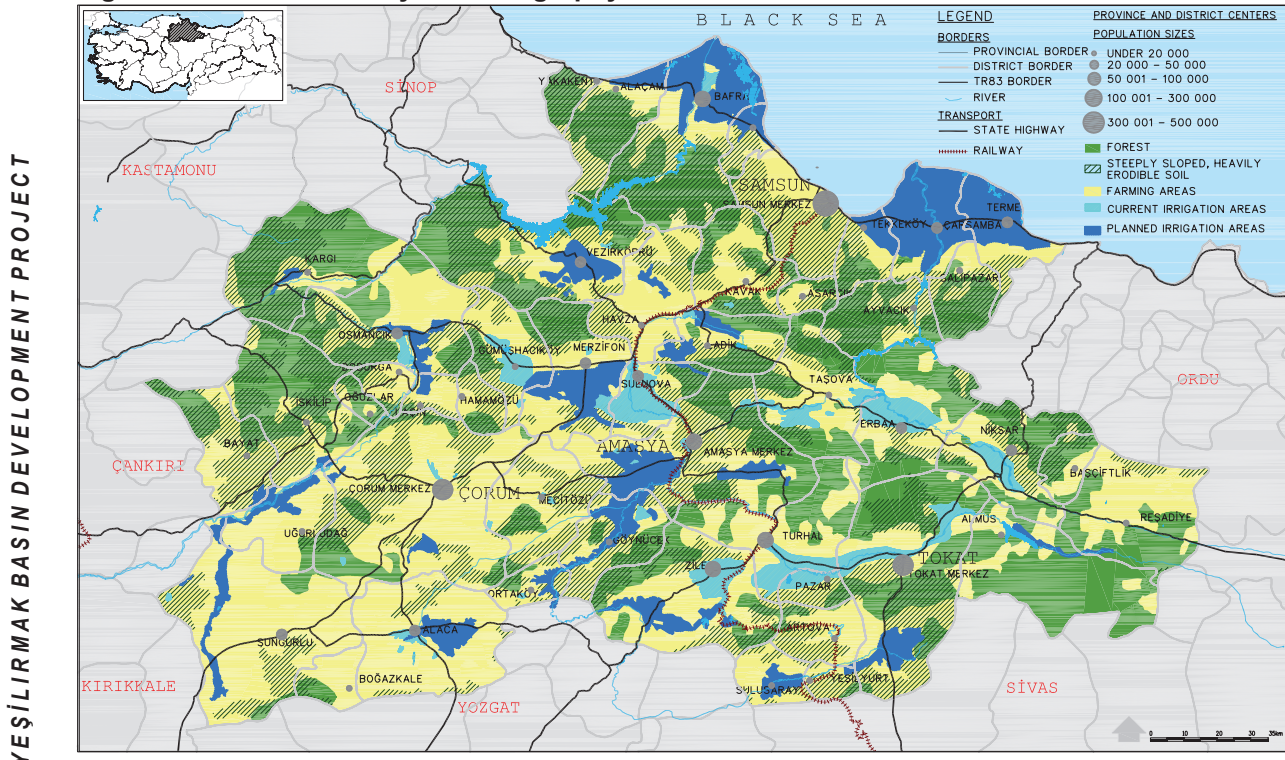 YEŞİLIRMAK BASIN DEVELOPMENT PROJECT
BLACK SEA
LEGEND
BORDERS
PROVINCIAL BORDER
DISTRICT BORDER
TR83 BORDER
RIVER
TRANSPORT
STATE HIGHWAY
RAILWAY
PROVINCE AND DISTRICT CENTERS
POPULATION SIZES
UNDER 20 000
20 000 – 50 000
50 001 – 100 000
100 001 – 300 000
300 001 – 500 000
FOREST
STEEPLY SLOPED, HEAVILY
ERODIBLE SOIL
FARMING AREAS
CURRENT IRRIGATION AREAS
PLANNED IRRIGATION AREAS
SİNOP
KASTAMONU
ÇANKIRI
KIRIKKALE
YOZGAT
SİVAS
ORDU
YAKAKENT
ALAÇAM
BAFRA
SAMSUN
SAMSUN MERKEZ
TEKKEKÖY
ÇARŞAMBA
TERME
SALIPAZARI
AYVACIK
ASARCIK
KAVAK
VEZİRKÖPRÜ
HAVZA
LADİK
KARGI
OSMANCIK
GÜMÜŞHACIKÖY
MERZİFON
SULUOVA
TAŞOVA
HAMAMÖZÜ
OĞUZLAR
İSKİLİP
BAYAT
ERBAA
NİKSAR
BAŞÇİFTLİK
REŞADİYE
AMASYA
AMASYA MERKEZ
ÇORUM MERKEZ
ÇORUM
MECİTÖZÜ
UĞURLUDAĞ
GÖYNÜCEK
TURHAL
ALMUS
TOKAT
TOKAT MERKEZ
ZİLE
PAZAR
ORTAKÖY
ARTOVA
ALACA
SUNGURLU
BOĞAZKALE
SULUSARAY
YEŞİLYURT
0 10 20 30 35km